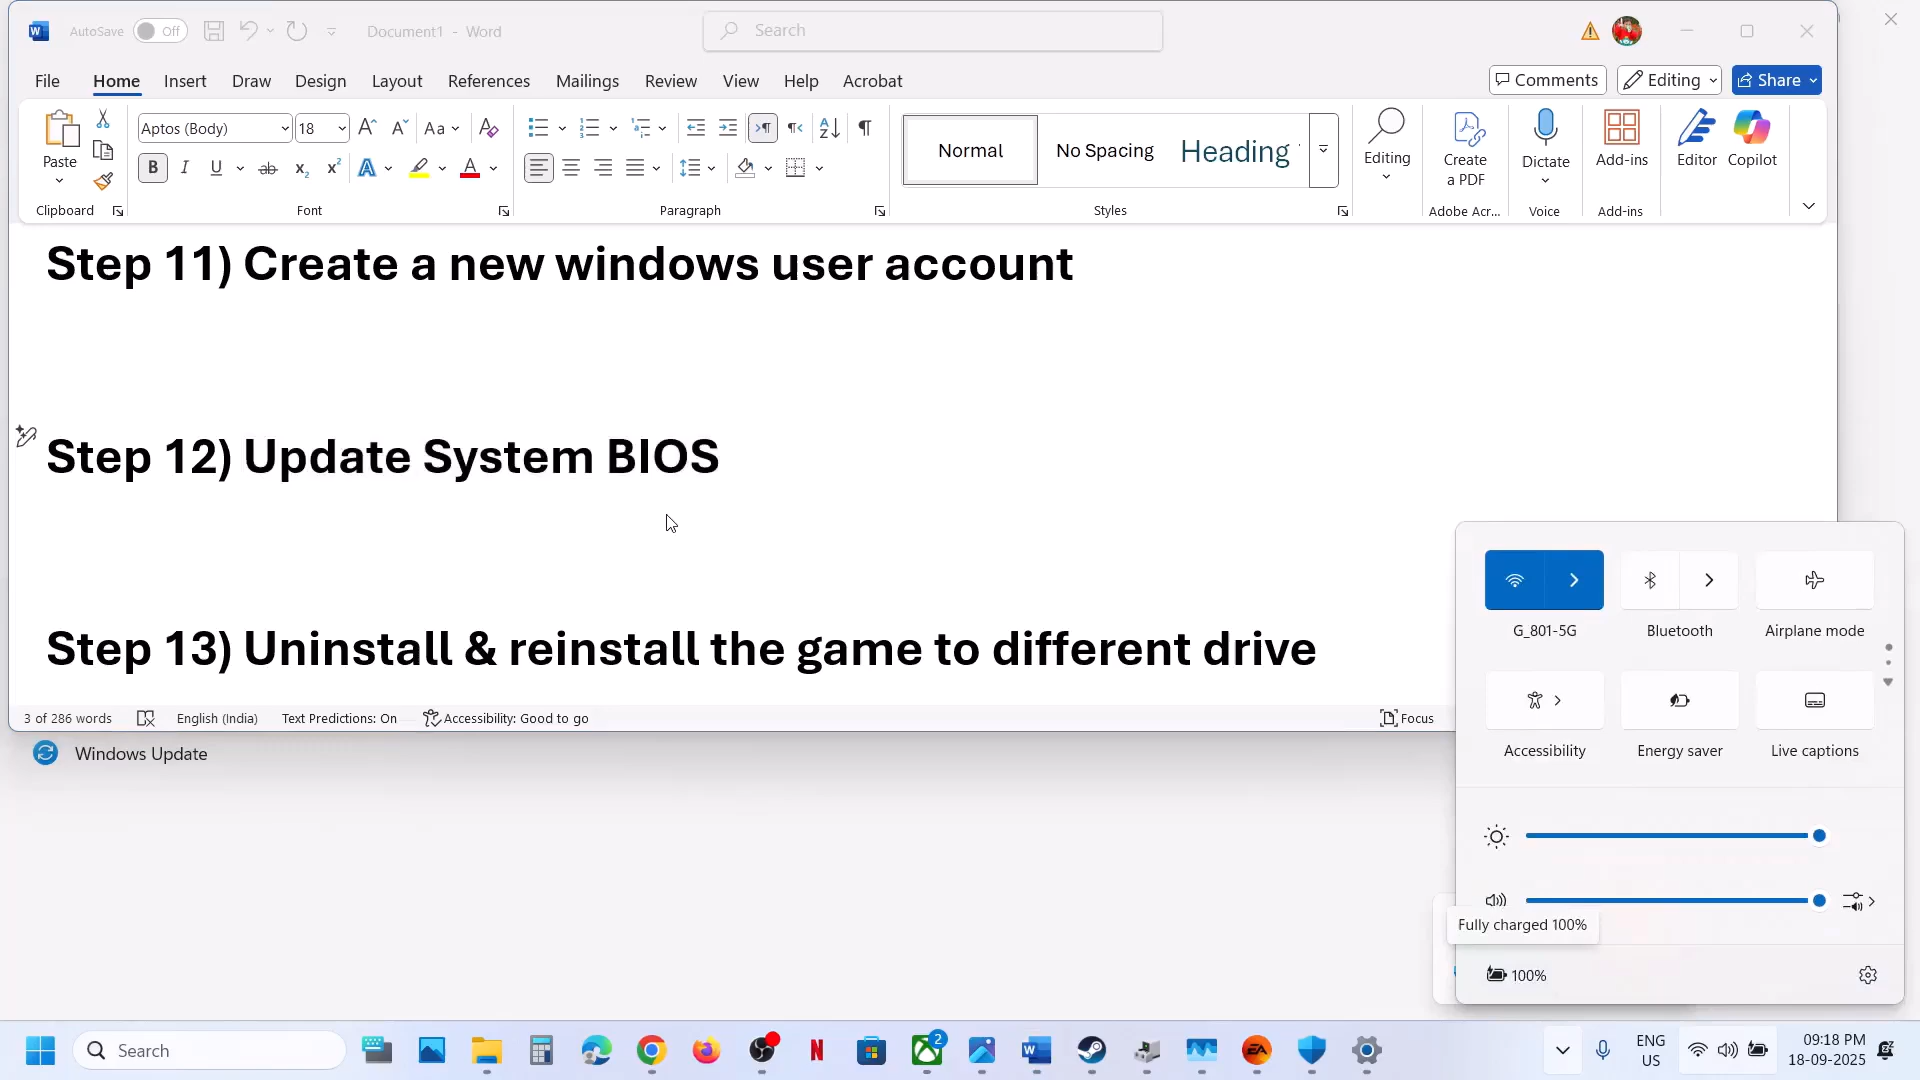 AutoSave Off Document1 - Word Search
File Home Insert Draw Design Layout References Mailings Review View Help Acrobat Comments Editing Share
Aptos (Body) 18 Aa
Paste
B I U ab x₂ x² A A
Normal No Spacing Heading
Editing Create a PDF Dictate Add-ins Editor Copilot
Clipboard Font Paragraph Styles Adobe Acr... Voice Add-ins
Step 11) Create a new windows user account
Step 12) Update System BIOS
Step 13) Uninstall & reinstall the game to different drive
3 of 286 words English (India) Text Predictions: On Accessibility: Good to go Focus
Windows Update
G_801-5G Bluetooth Airplane mode
Accessibility Energy saver Live captions
Fully charged 100%
100%
Search
2
ENG
US
09:18 PM
18-09-2025